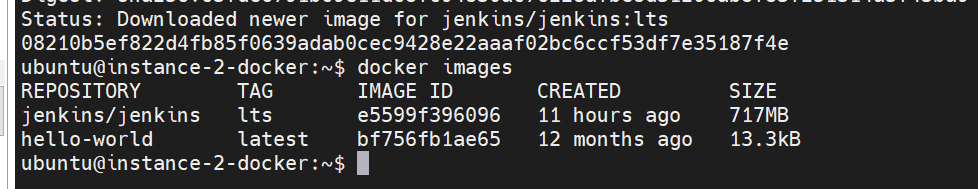 Status: Downloaded newer image for jenkins/jenkins:lts
08210b5ef822d4fb85f0639adab0cec9428e22aaaf02bc6ccf53df7e35187f4e
ubuntu@instance-2-docker:~$ docker images
REPOSITORY TAG IMAGE ID CREATED SIZE
jenkins/jenkins lts e5599f396096 11 hours ago 717MB
hello-world latest bf756fb1ae65 12 months ago 13.3kB
ubuntu@instance-2-docker:~$